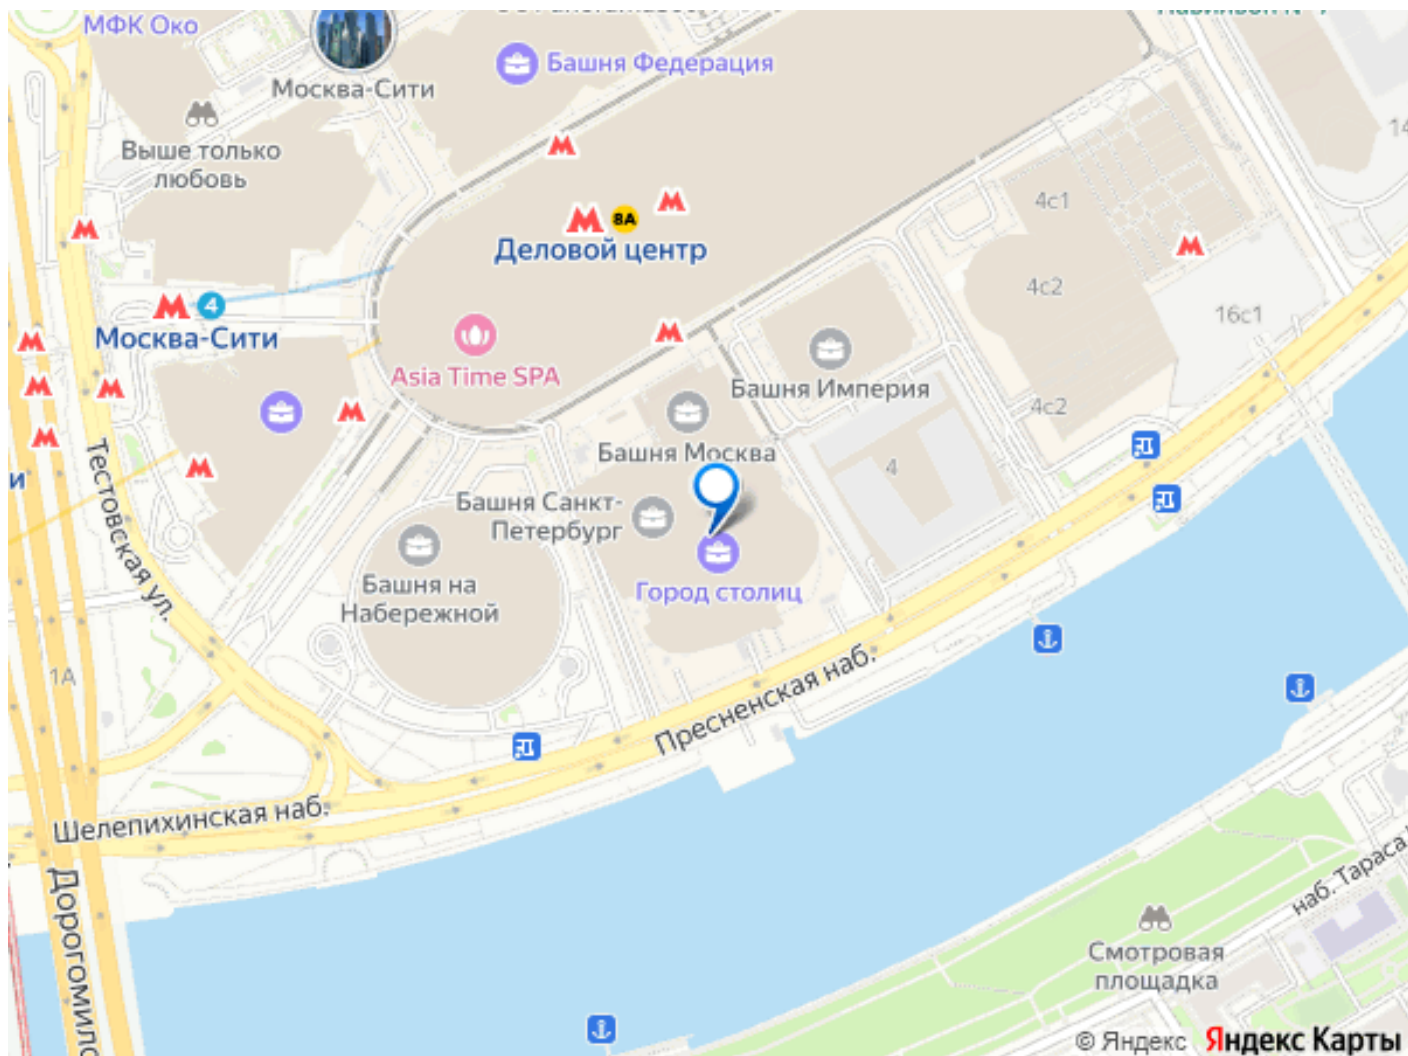 МФК Око
Башня Федерация
Москва-Сити
Выше только
любовь
8А
Деловой центр
4с1
4с2
16с1
4
Москва-Сити
Asia Time SPA
Башня Империя
4с2
Башня Москва
4
Башня Санкт-
Петербург
и
Тестовская ул.
Башня на
Набережной
Город столиц
1А
Пресненская наб.
Шелепихинская наб.
Дорогомило
наб. Тараса
Смотровая
площадка
© Яндекс Яндекс Карты